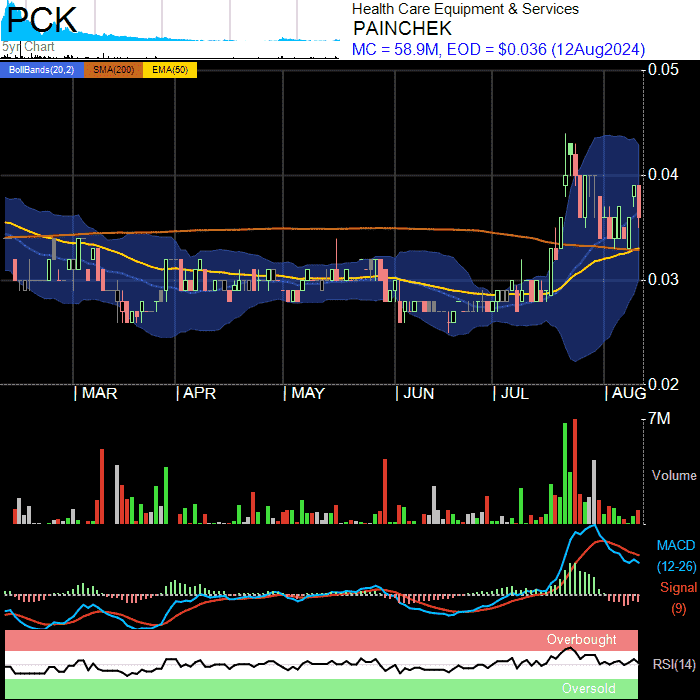 PCK
5yr Chart
Health Care Equipment & Services
PAINCHEK
MC = 58.9M, EOD = $0.036 (12Aug2024)
BollBands(20,2) SMA(200) EMA(50)
0.05
0.04
0.03
0.02
MAR APR MAY JUN JUL AUG
7M
Volume
MACD
(12-26)
Signal
(9)
Overbought
RSI(14)
Oversold